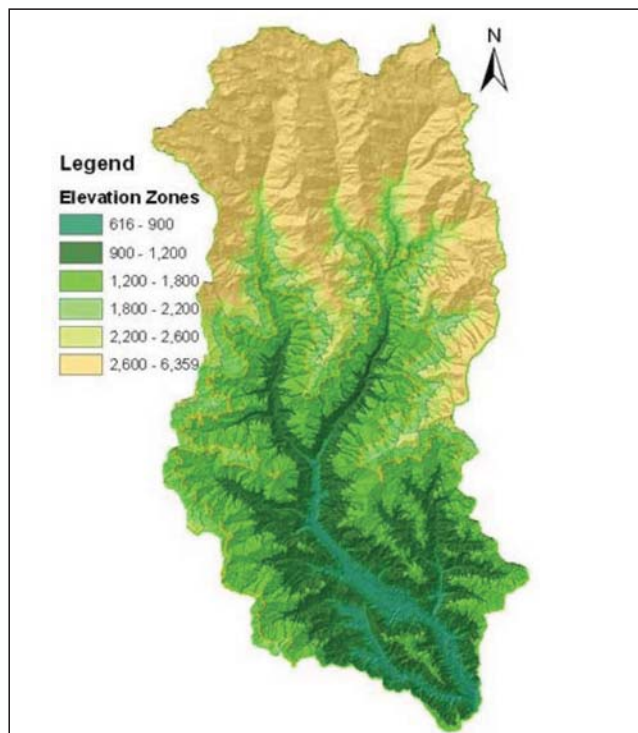 N
Legend
Elevation Zones
616 - 900
900 - 1,200
1,200 - 1,800
1,800 - 2,200
2,200 - 2,600
2,600 - 6,359